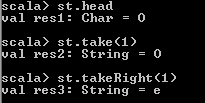 scala> st.head
val res1: Char = O

scala> st.take(1)
val res2: String = O

scala> st.takeRight(1)
val res3: String = e